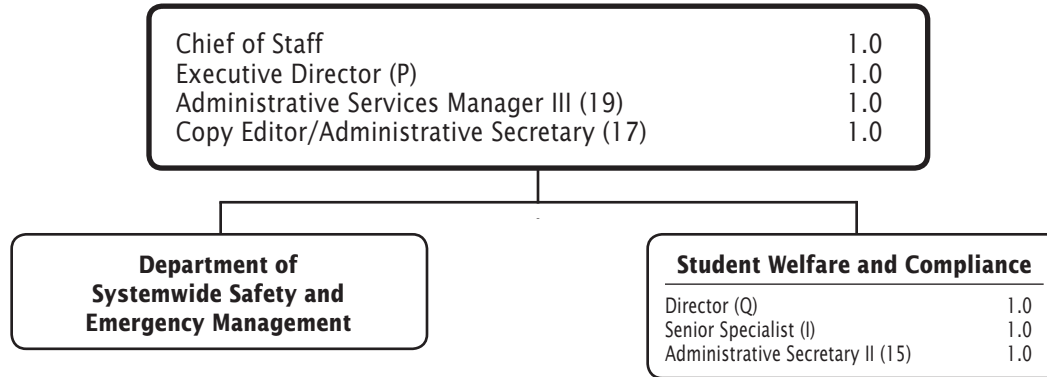 Chief of Staff 1.0
Executive Director (P) 1.0
Administrative Services Manager III (19) 1.0
Copy Editor/Administrative Secretary (17) 1.0
Department of
Systemwide Safety and
Emergency Management
Student Welfare and Compliance
Director (Q) 1.0
Senior Specialist (I) 1.0
Administrative Secretary II (15) 1.0